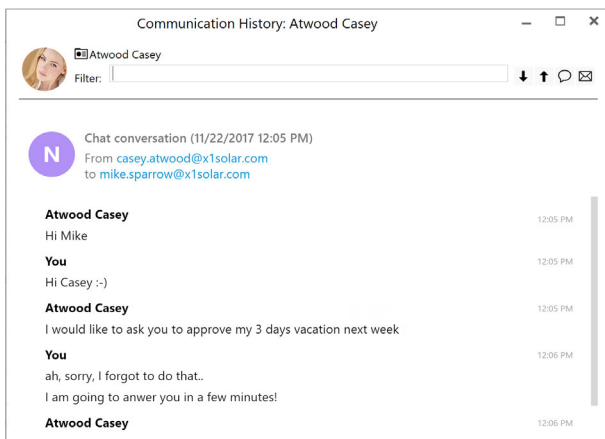 Communication History: Atwood Casey
Atwood Casey
Filter:
N
Chat conversation (11/22/2017 12:05 PM)
From casey.atwood@x1solar.com
to mike.sparrow@x1solar.com
Atwood Casey 12:05 PM
Hi Mike
You 12:05 PM
Hi Casey :-)
Atwood Casey 12:05 PM
I would like to ask you to approve my 3 days vacation next week
You 12:06 PM
ah, sorry, I forgot to do that..
I am going to anwer you in a few minutes!
Atwood Casey 12:06 PM